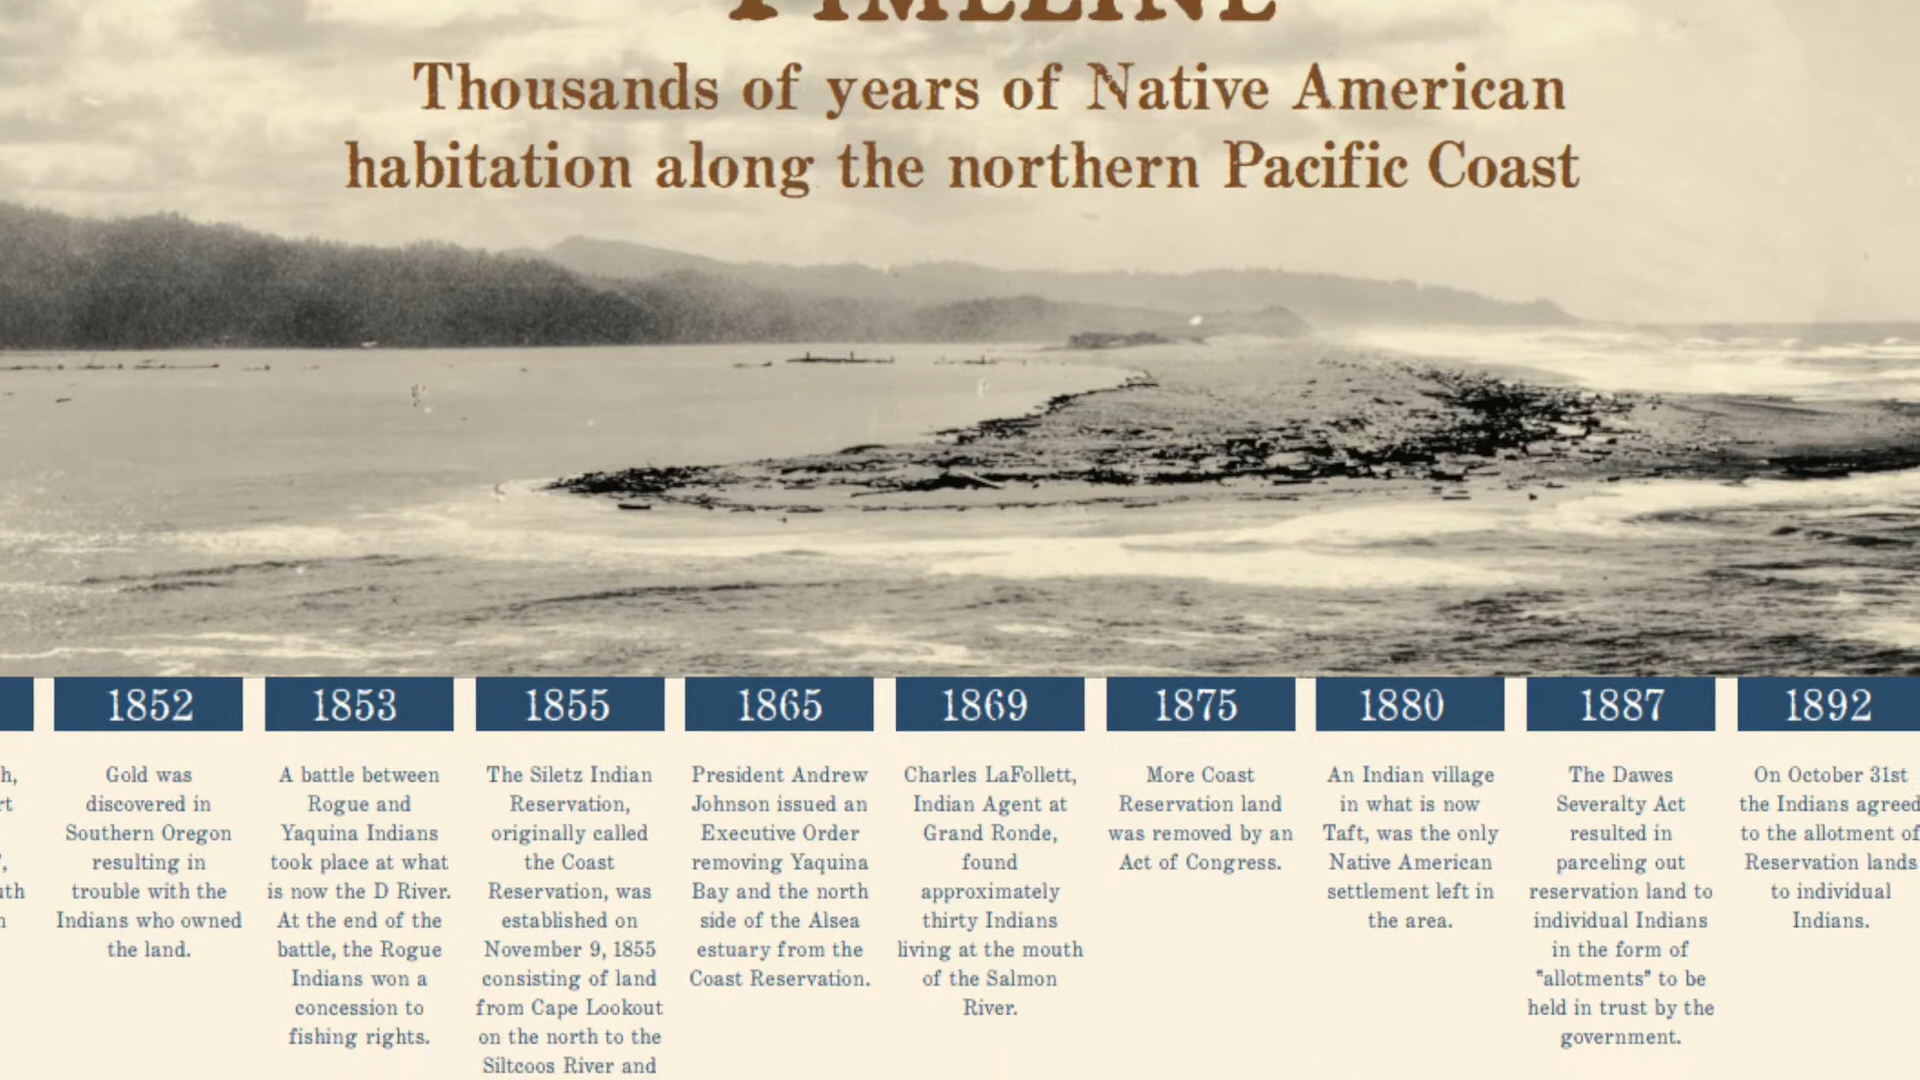 TIMELINE
Thousands of years of Native American
habitation along the northern Pacific Coast
h,
rt
,
uth
n
1852
Gold was
discovered in
Southern Oregon
resulting in
trouble with the
Indians who owned
the land.
1853
A battle between
Rogue and
Yaquina Indians
took place at what
is now the D River.
At the end of the
battle, the Rogue
Indians won a
concession to
fishing rights.
1855
The Siletz Indian
Reservation,
originally called
the Coast
Reservation, was
established on
November 9, 1855
consisting of land
from Cape Lookout
on the north to the
Siltcoos River and
1865
President Andrew
Johnson issued an
Executive Order
removing Yaquina
Bay and the north
side of the Alsea
estuary from the
Coast Reservation.
1869
Charles LaFollett,
Indian Agent at
Grand Ronde,
found
approximately
thirty Indians
living at the mouth
of the Salmon
River.
1875
More Coast
Reservation land
was removed by an
Act of Congress.
1880
An Indian village
in what is now
Taft, was the only
Native American
settlement left in
the area.
1887
The Dawes
Severalty Act
resulted in
parceling out
reservation land to
individual Indians
in the form of
"allotments" to be
held in trust by the
government.
1892
On October 31st
the Indians agreed
to the allotment of
Reservation lands
to individual
Indians.